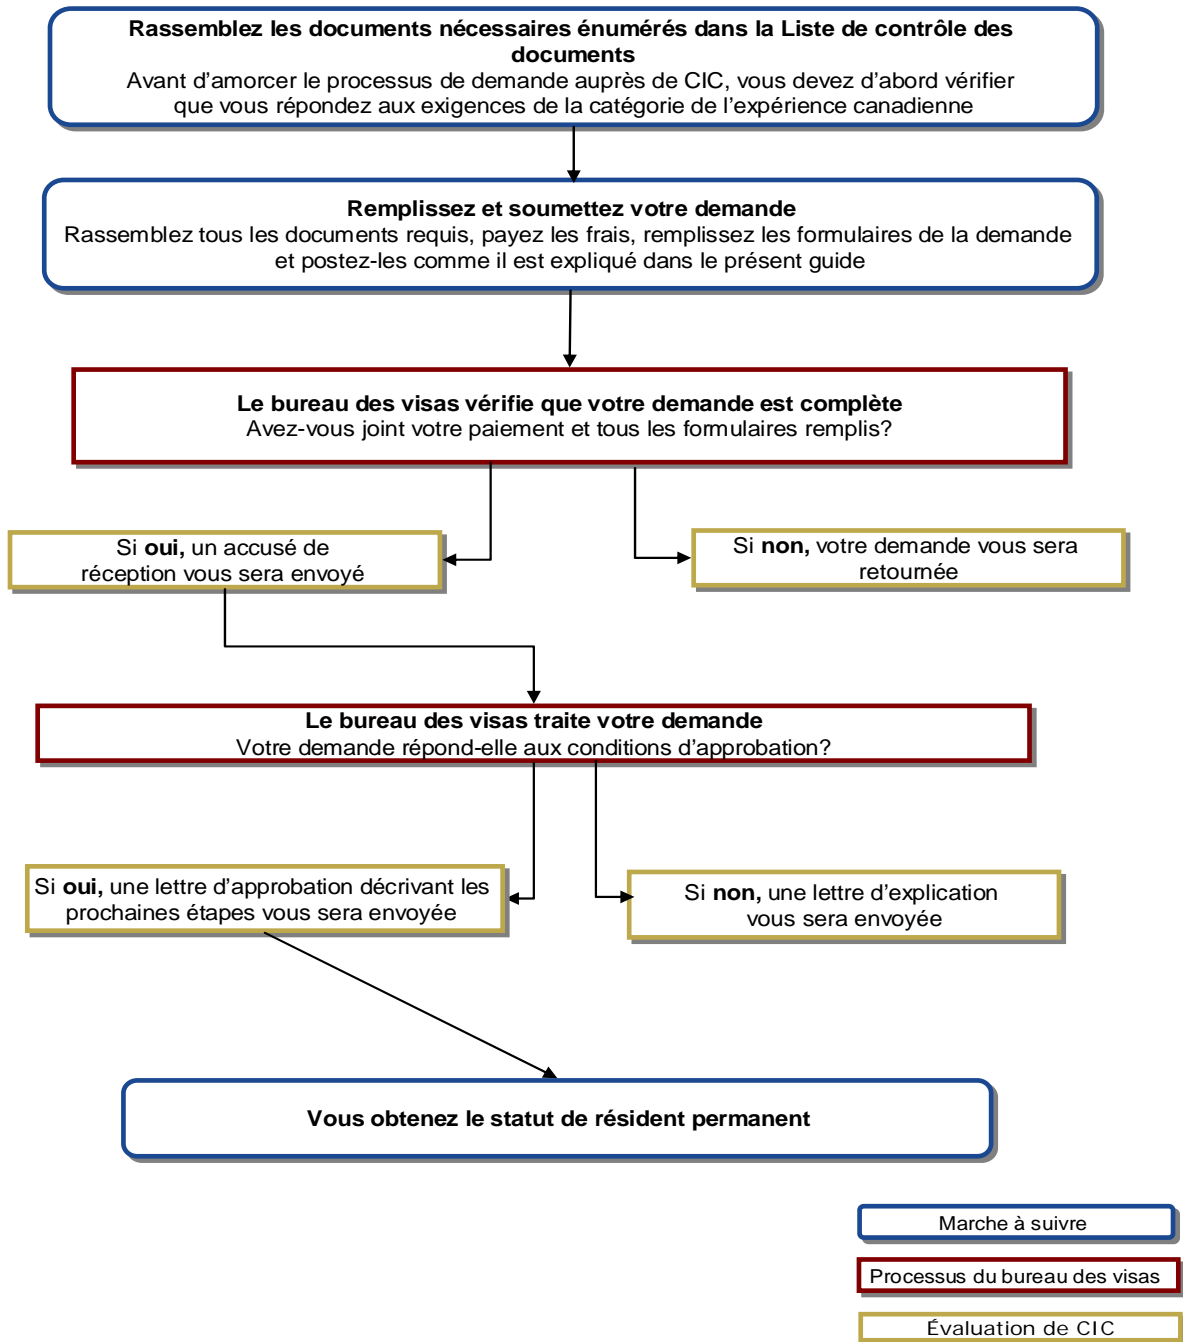 Rassemblez les documents nécessaires énumérés dans la Liste de contrôle des
documents
Avant d’amorcer le processus de demande auprès de CIC, vous devez d’abord vérifier
que vous répondez aux exigences de la catégorie de l’expérience canadienne
Remplissez et soumettez votre demande
Rassemblez tous les documents requis, payez les frais, remplissez les formulaires de la demande
et postez-les comme il est expliqué dans le présent guide
Le bureau des visas vérifie que votre demande est complète
Avez-vous joint votre paiement et tous les formulaires remplis?
Si oui, un accusé de
réception vous sera envoyé
Si non, votre demande vous sera
retournée
Le bureau des visas traite votre demande
Votre demande répond-elle aux conditions d’approbation?
Si oui, une lettre d’approbation décrivant les
prochaines étapes vous sera envoyée
Si non, une lettre d’explication
vous sera envoyée
Vous obtenez le statut de résident permanent
Marche à suivre
Processus du bureau des visas
Évaluation de CIC